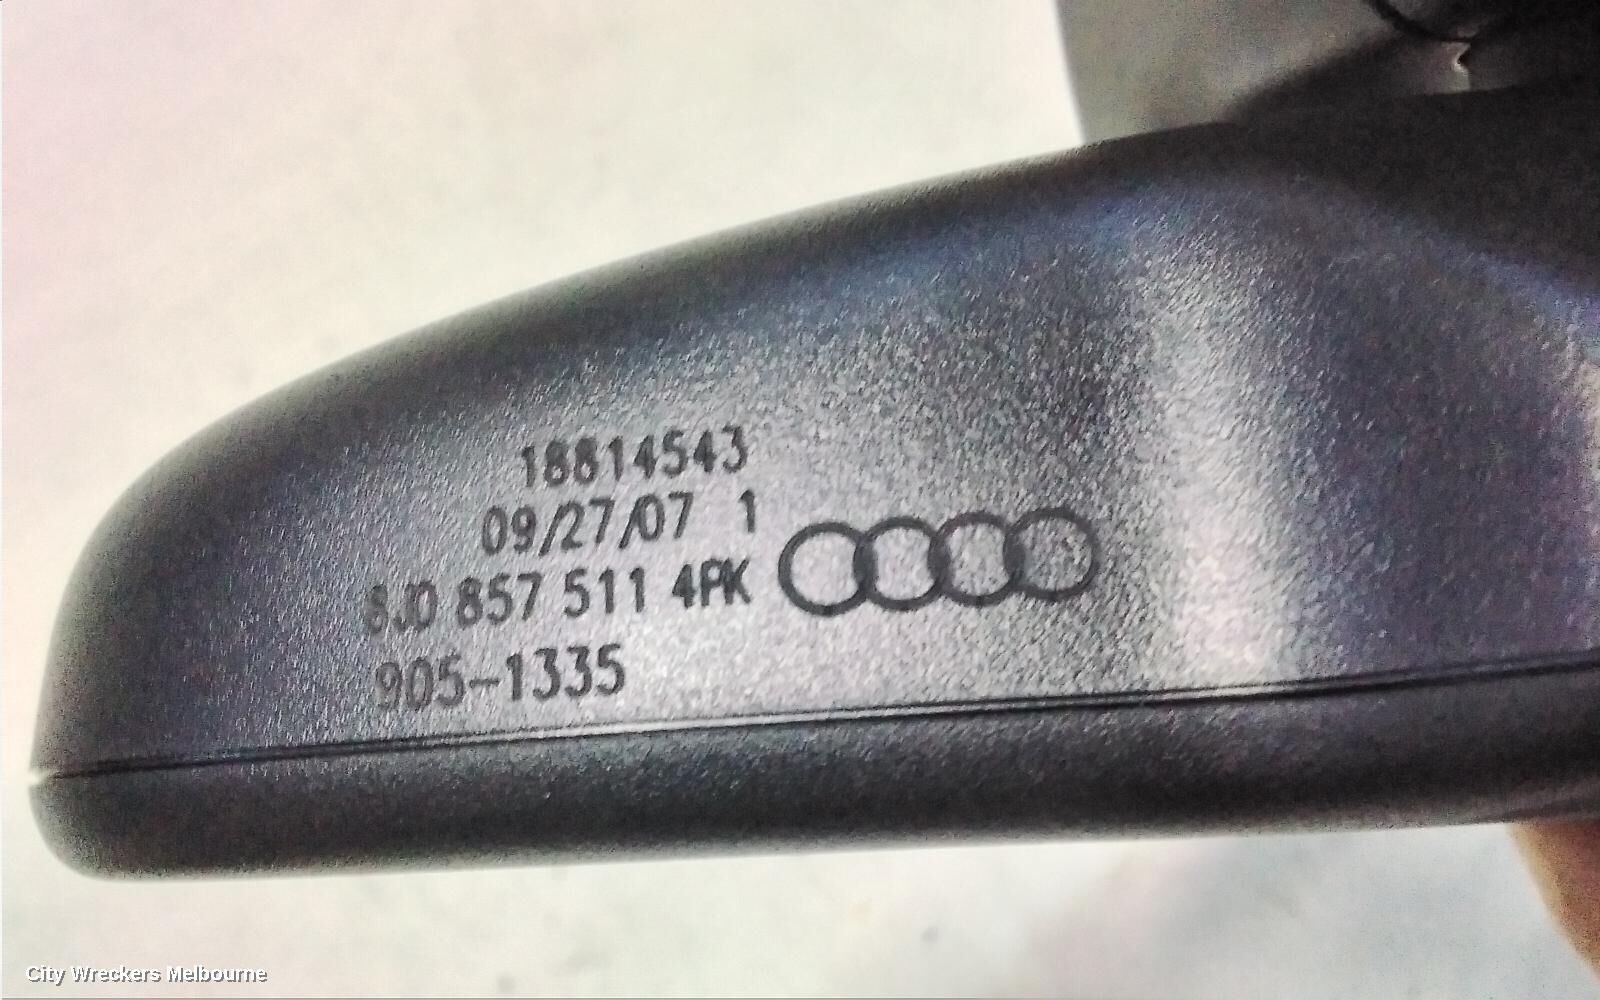 18814543
09/27/07 1
8J0 857 511 4PK
905-1335
City Wreckers Melbourne